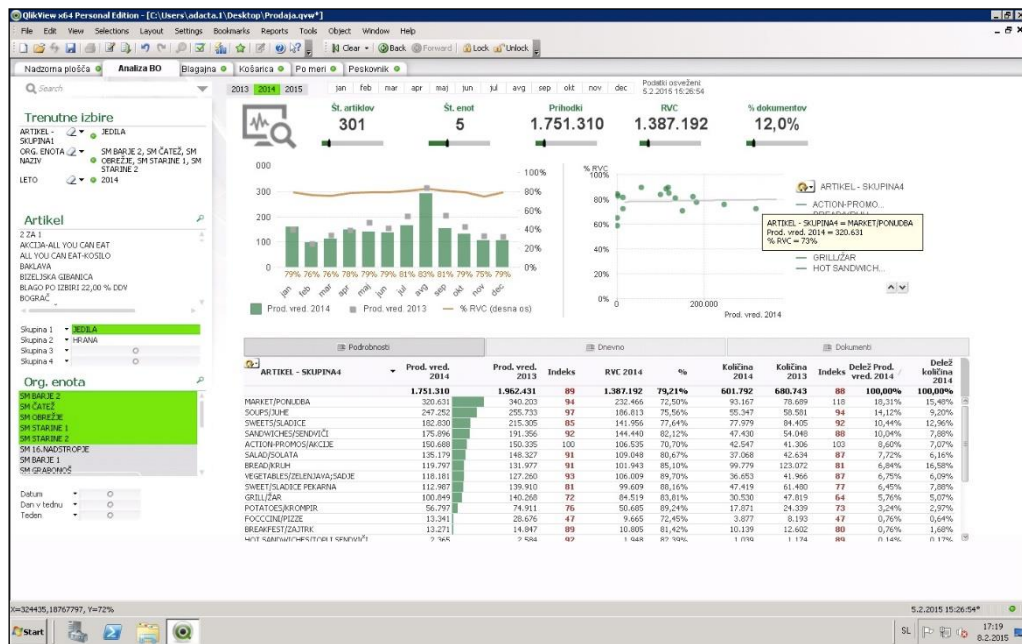 QlikView x64 Personal Edition - [C:\Users\adacta.1\Desktop\Prodaja.qvw*]
File Edit View Selections Layout Settings Bookmarks Reports Tools Object Window Help
Clear Back Forward Lock Unlock
Nadzorna plošča Analiza BO Blagajna Košarica Po meri Peskovnik
Search
2013 2014 2015 jan feb mar apr maj jun jul avg sep okt nov dec
Podatki osveženi
5.2.2015 15:26:54
Trenutne izbire
ARTIKEL - SKUPINA1 JEDILA
ORG. ENOTA NAZIV SM BARJE 2, SM ČATEŽ, SM OBREŽJE, SM STARINE 1, SM STARINE 2
LETO 2014
Artikel
2 ZA 1
AKCIJA-ALL YOU CAN EAT
ALL YOU CAN EAT-KOSILO
BAKLAVA
BIZELJSKA GIBANICA
BLAGO PO IZBIRI 22,00 % DDV
BOGRAČ
Skupina 1 JEDILA
Skupina 2 HRANA
Skupina 3
Skupina 4
Org. enota
SM BARJE 2
SM ČATEŽ
SM OBREŽJE
SM STARINE 1
SM STARINE 2
SM 16.NADSTROPJE
SM BARJE 1
SM GRABONOŠ
Datum
Dan v tednu
Teden
Št. artiklov Št. enot Prihodki RVC % dokumentov
301 5 1.751.310 1.387.192 12,0%
000
300
200
100
0
100%
80%
60%
40%
20%
0%
79% 76% 76% 78% 79% 79% 81% 83% 81% 79% 75% 79%
jan feb mar apr maj jun jul avg sep okt nov dec
Prod. vred. 2014 Prod. vred. 2013 % RVC (desna os)
% RVC
100%
80%
60%
40%
20%
0%
0 200.000
Prod. vred. 2014
ARTIKEL - SKUPINA4
ACTION-PROMO...
ARTIKEL - SKUPINA4 = MARKET/PONUDBA
Prod. vred. 2014 = 320.631
% RVC = 73%
GRILL/ŽAR
HOT SANDWICH...
Podrobnosti Dnevno Dokumenti
ARTIKEL - SKUPINA4 Prod. vred. 2014 Prod. vred. 2013 Indeks RVC 2014 % Količina 2014 Količina 2013 Indeks Delež Prod. vred. 2014 Delež količina 2014
1.751.310 1.962.431 89 1.387.192 79,21% 601.792 680.743 88 100,00% 100,00%
MARKET/PONUDBA 320.631 340.203 94 232.466 72,50% 93.167 78.689 118 18,31% 15,48%
SOUPS/JUHE 247.252 255.733 97 186.813 75,56% 55.347 58.581 94 14,12% 9,20%
SWEETS/SLADICE 182.830 215.305 85 141.956 77,64% 77.979 84.405 92 10,44% 12,96%
SANDWICHES/SENDVIČI 175.896 191.356 92 144.440 82,12% 47.430 54.048 88 10,04% 7,88%
ACTION-PROMOS/AKCIJE 150.688 150.335 100 106.535 70,70% 42.547 41.306 103 8,60% 7,07%
SALAD/SOLATA 135.179 148.327 91 109.048 80,67% 37.068 42.634 87 7,72% 6,16%
BREAD/KRUH 119.797 131.977 91 101.943 85,10% 99.779 123.072 81 6,84% 16,58%
VEGETABLES/ZELENJAVA;SADJE 118.181 127.260 93 106.009 89,70% 36.653 41.966 87 6,75% 6,09%
SWEET/SLADICE PEKARNA 112.987 139.910 81 99.609 88,16% 47.419 61.480 77 6,45% 7,88%
GRILL/ŽAR 100.849 140.268 72 84.519 83,81% 30.530 47.819 64 5,76% 5,07%
POTATOES/KROMPIR 56.797 74.911 76 50.685 89,24% 17.871 24.339 73 3,24% 2,97%
FOCCCINI/PIZZE 13.341 28.676 47 9.665 72,45% 3.877 8.193 47 0,76% 0,64%
BREAKFEST/ZAJTRK 13.271 14.847 89 10.805 81,42% 10.139 12.602 80 0,76% 1,68%
HOT SANDWICHES/TOPLI SENDVIČI 2.365 2.584 92 1.948 82,39% 1.039 1.174 89 0,14% 0,17%
X=324435,18767797, Y=72%
5.2.2015 15:26:54*
Start
SL
17:19
8.2.2015